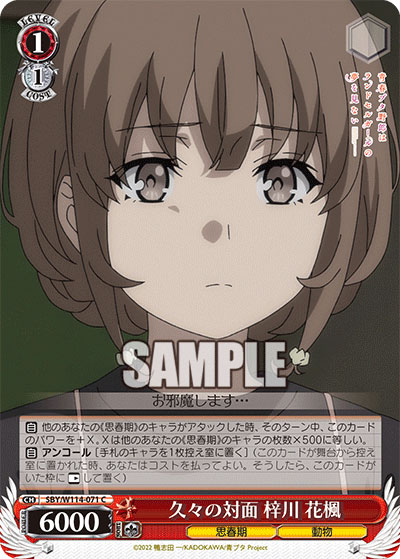 LEVEL
1
1
COST
青春ブタ野郎は
ランドセルガールの
夢を見ない
SAMPLE
お邪魔します…
自 他のあなたの《思春期》のキャラがアタックした時、そのターン中、このカード
のパワーを＋X。Xは他のあなたの《思春期》のキャラの枚数×500に等しい。
自 アンコール ［手札のキャラを1枚控え室に置く］（このカードが舞台から控え
室に置かれた時、あなたはコストを払ってよい。そうしたら、このカードが
いた枠に して置く）
CH SBY/W114-071 C
久々の対面 梓川 花楓
6000
思春期
動物
©2022 鴨志田 一/KADOKAWA/青ブタ Project